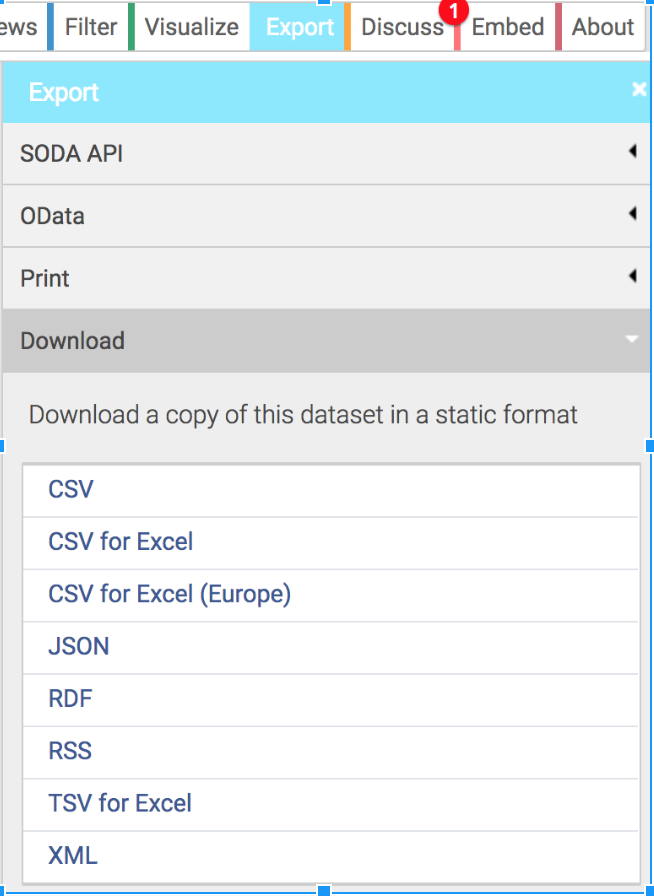 ews Filter Visualize Export Discuss 1 Embed About
Export
SODA API
OData
Print
Download
Download a copy of this dataset in a static format
CSV
CSV for Excel
CSV for Excel (Europe)
JSON
RDF
RSS
TSV for Excel
XML